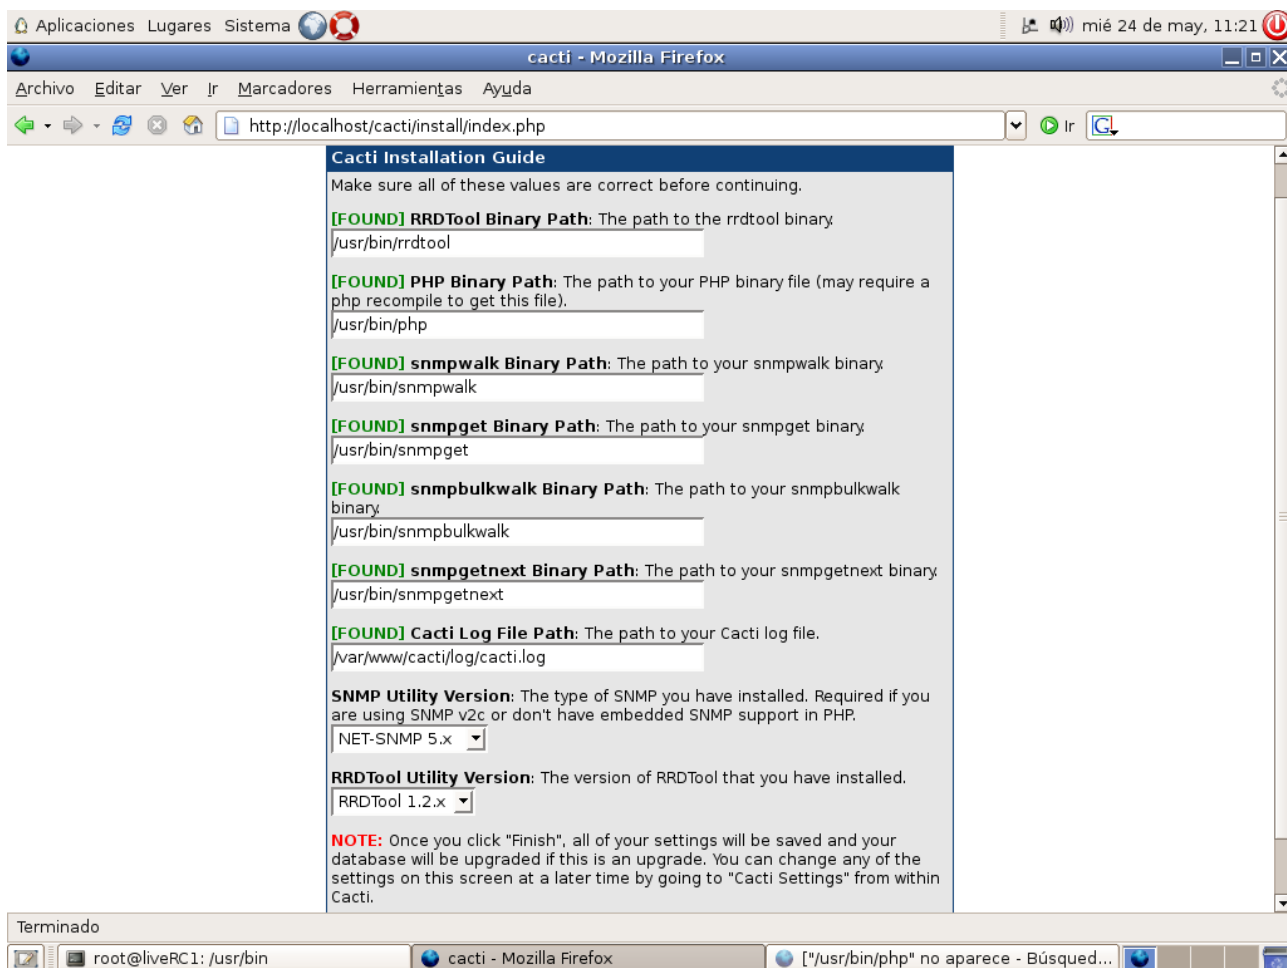 Aplicaciones Lugares Sistema mié 24 de may, 11:21
cacti - Mozilla Firefox
Archivo Editar Ver Ir Marcadores Herramientas Ayuda
http://localhost/cacti/install/index.php Ir G
Cacti Installation Guide
Make sure all of these values are correct before continuing.
[FOUND] RRDTool Binary Path: The path to the rrdtool binary.
/usr/bin/rrdtool
[FOUND] PHP Binary Path: The path to your PHP binary file (may require a
php recompile to get this file).
/usr/bin/php
[FOUND] snmpwalk Binary Path: The path to your snmpwalk binary.
/usr/bin/snmpwalk
[FOUND] snmpget Binary Path: The path to your snmpget binary.
/usr/bin/snmpget
[FOUND] snmpbulkwalk Binary Path: The path to your snmpbulkwalk
binary.
/usr/bin/snmpbulkwalk
[FOUND] snmpgetnext Binary Path: The path to your snmpgetnext binary.
/usr/bin/snmpgetnext
[FOUND] Cacti Log File Path: The path to your Cacti log file.
/var/www/cacti/log/cacti.log
SNMP Utility Version: The type of SNMP you have installed. Required if you
are using SNMP v2c or don't have embedded SNMP support in PHP.
NET-SNMP 5.x
RRDTool Utility Version: The version of RRDTool that you have installed.
RRDTool 1.2.x
NOTE: Once you click "Finish", all of your settings will be saved and your
database will be upgraded if this is an upgrade. You can change any of the
settings on this screen at a later time by going to "Cacti Settings" from within
Cacti.
Terminado
root@liveRC1: /usr/bin cacti - Mozilla Firefox ["/usr/bin/php" no aparece - Búsqued...